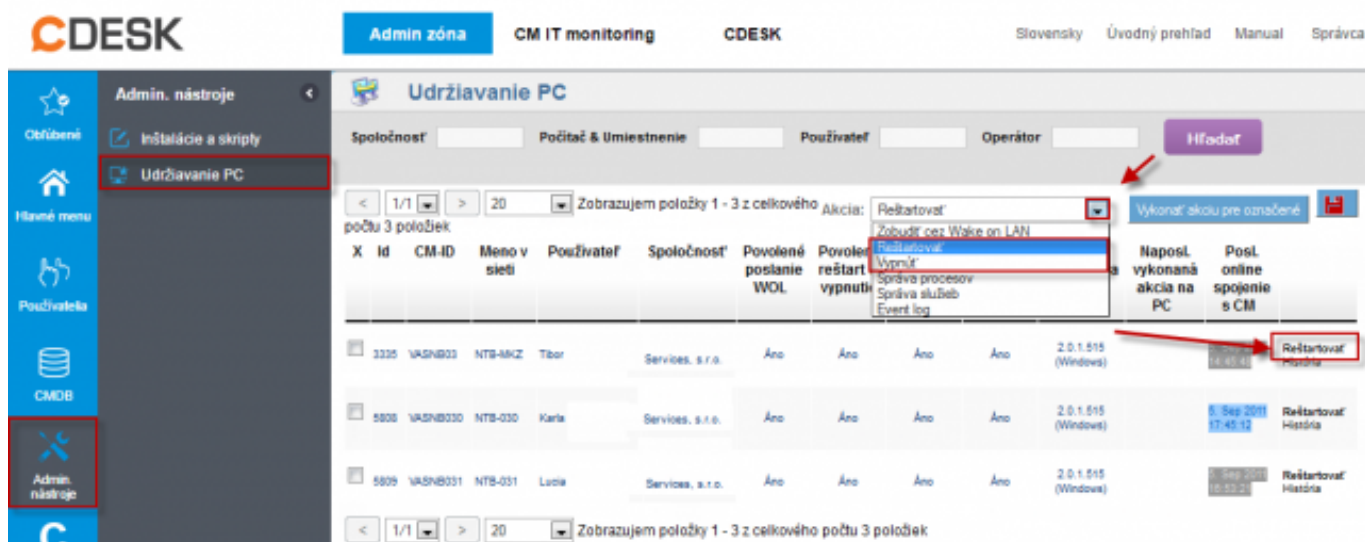 CDESK
Admin zóna
CM IT monitoring
CDESK
Slovensky
Úvodný prehľad
Manual
Správca
Obľúbené
Hlavné menu
Používatelia
CMDB
Admin. nástroje
Admin. nástroje
Inštalácie a skripty
Udržiavanie PC
Udržiavanie PC
Spoločnosť
Počítač & Umiestnenie
Používateľ
Operátor
Hľadať
< 1/1 > 20 Zobrazujem položky 1 - 3 z celkového
počtu 3 položiek
Akcia: Reštartovať
Vykonať akciu pre označené
Zobudiť cez Wake on LAN
Reštartovať
Vypnúť
Správa procesov
Správa služieb
Event log
X Id CM-ID Meno v sieti Používateľ Spoločnosť Povolené poslanie WOL reštart Naposl. vykonaná akcia na PC Posl. online spojenie s CM
3335 VASNB03 NTB-MKZ Tibor Services, s.r.o. Áno Áno Áno Áno 2.0.1.515 (Windows) Reštartovať História
5808 VASNB030 NTB-030 Karla Services, s.r.o. Áno Áno Áno Áno 2.0.1.515 (Windows) 5. Sep 2011 17:45:12 Reštartovať História
5809 VASNB031 NTB-031 Lucia Services, s.r.o. Áno Áno Áno Áno 2.0.1.515 (Windows) Reštartovať História
< 1/1 > 20 Zobrazujem položky 1 - 3 z celkového počtu 3 položiek